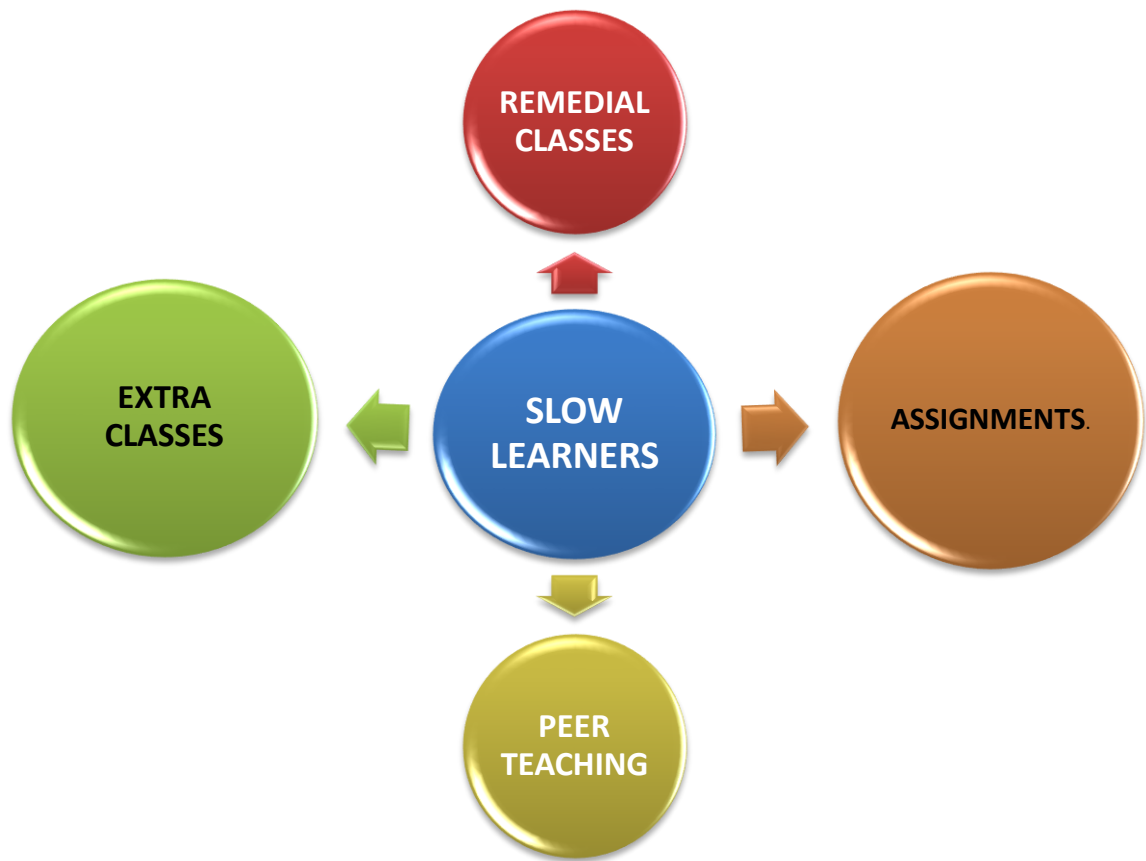 REMEDIAL
CLASSES
EXTRA
CLASSES
SLOW
LEARNERS
ASSIGNMENTS.
PEER
TEACHING